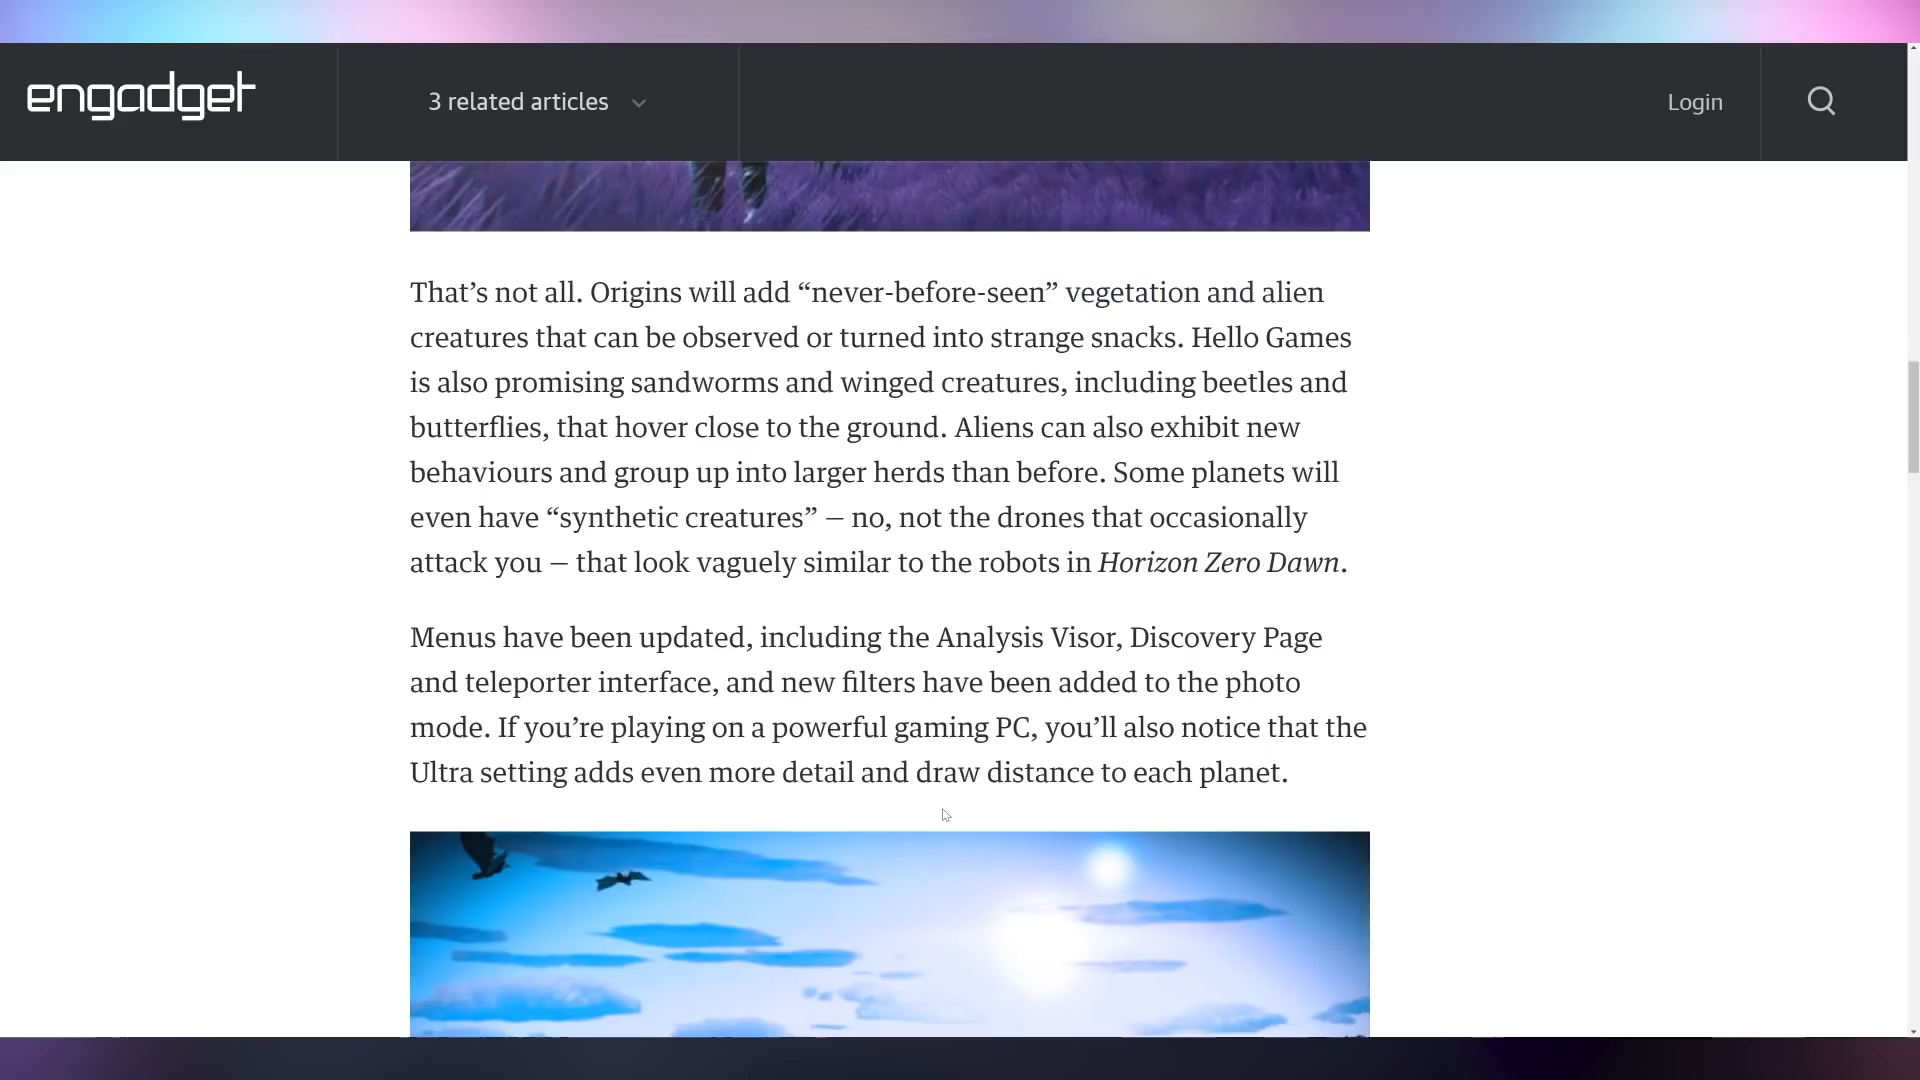 engadget
3 related articles
Login
That’s not all. Origins will add “never-before-seen” vegetation and alien
creatures that can be observed or turned into strange snacks. Hello Games
is also promising sandworms and winged creatures, including beetles and
butterflies, that hover close to the ground. Aliens can also exhibit new
behaviours and group up into larger herds than before. Some planets will
even have “synthetic creatures” — no, not the drones that occasionally
attack you — that look vaguely similar to the robots in Horizon Zero Dawn.
Menus have been updated, including the Analysis Visor, Discovery Page
and teleporter interface, and new filters have been added to the photo
mode. If you’re playing on a powerful gaming PC, you’ll also notice that the
Ultra setting adds even more detail and draw distance to each planet.